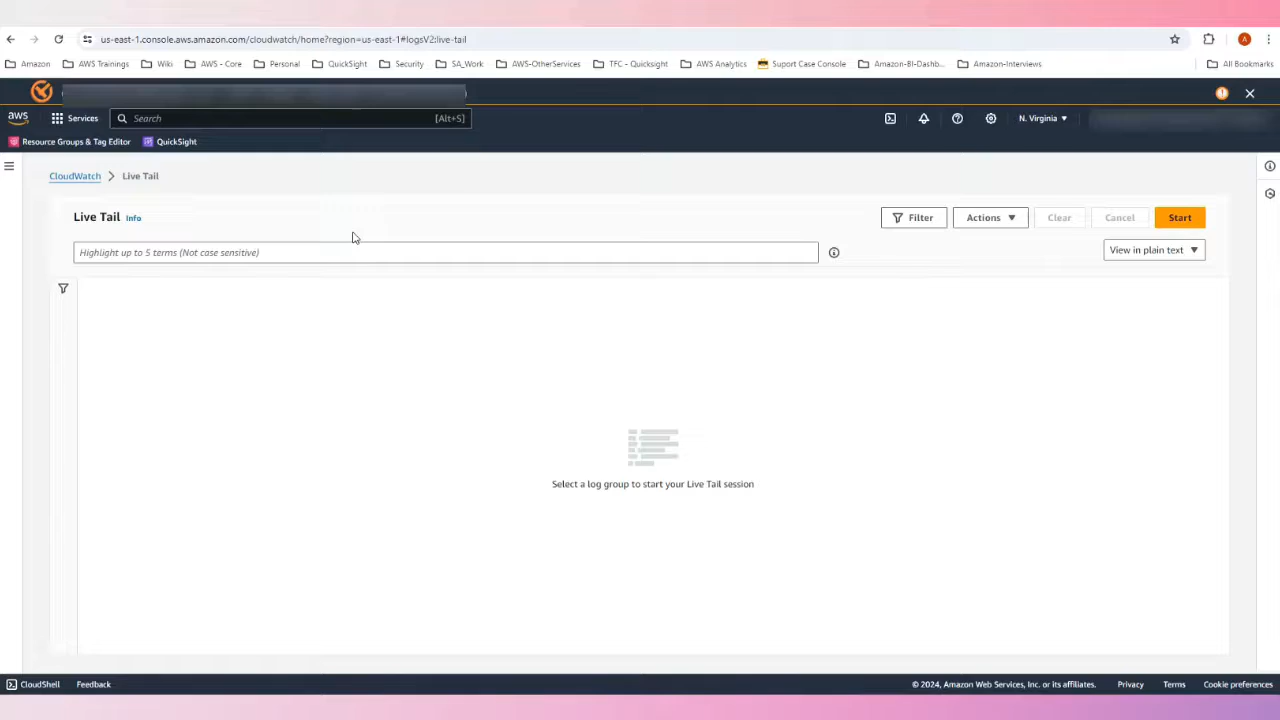 us-east-1.console.aws.amazon.com/cloudwatch/home?region=us-east-1#logsV2:live-tail
A
Amazon
AWS Trainings
Wiki
AWS - Core
Personal
QuickSight
Security
SA_Work
AWS-OtherServices
TFC - Quicksight
AWS Analytics
Suport Case Console
Amazon-BI-Dashb...
Amazon-Interviews
All Bookmarks
aws
Services
Search
[Alt+S]
N. Virginia
Resource Groups & Tag Editor
QuickSight
CloudWatch
Live Tail
Live Tail Info
Filter
Actions
Clear
Cancel
Start
Highlight up to 5 terms (Not case sensitive)
View in plain text
Select a log group to start your Live Tail session
CloudShell
Feedback
© 2024, Amazon Web Services, Inc. or its affiliates.
Privacy
Terms
Cookie preferences